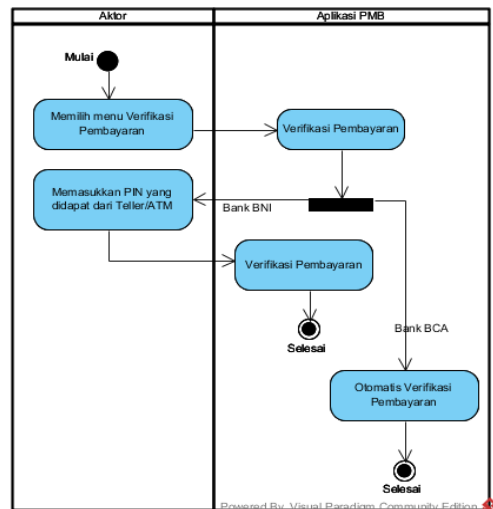 Aktor
Aplikasi PMB
Mulai
Memilih menu Verifikasi
Pembayaran
Verifikasi Pembayaran
Memasukkan PIN yang
didapat dari Teller/ATM
Bank BNI
Verifikasi Pembayaran
Selesai
Bank BCA
Otomatis Verifikasi
Pembayaran
Selesai
Powered By Visual Paradigm Community Edition